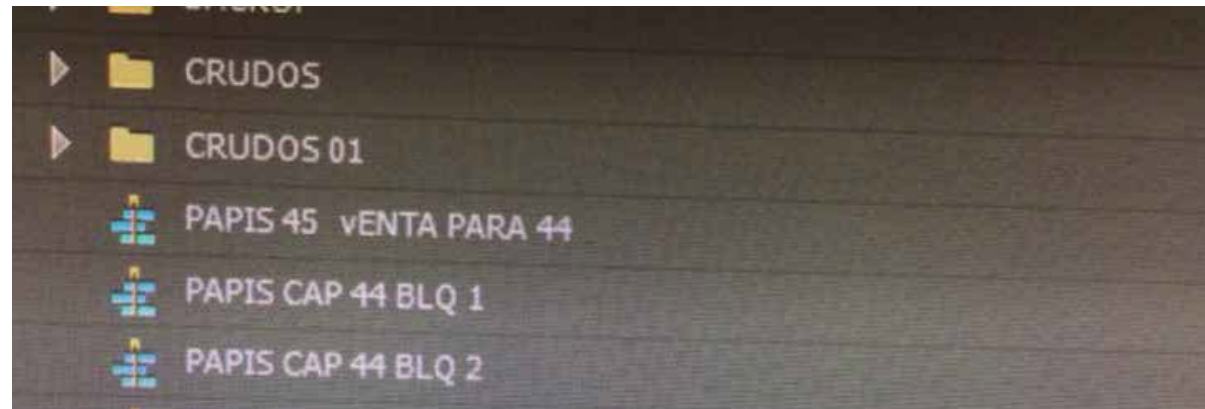 CRUDOS
CRUDOS 01
PAPIS 45 vENTA PARA 44
PAPIS CAP 44 BLQ 1
PAPIS CAP 44 BLQ 2